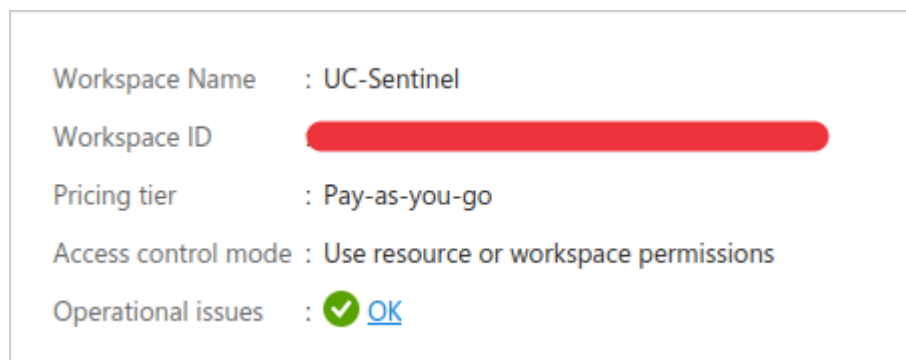 Workspace Name : UC-Sentinel
Workspace ID :
Pricing tier : Pay-as-you-go
Access control mode : Use resource or workspace permissions
Operational issues : OK